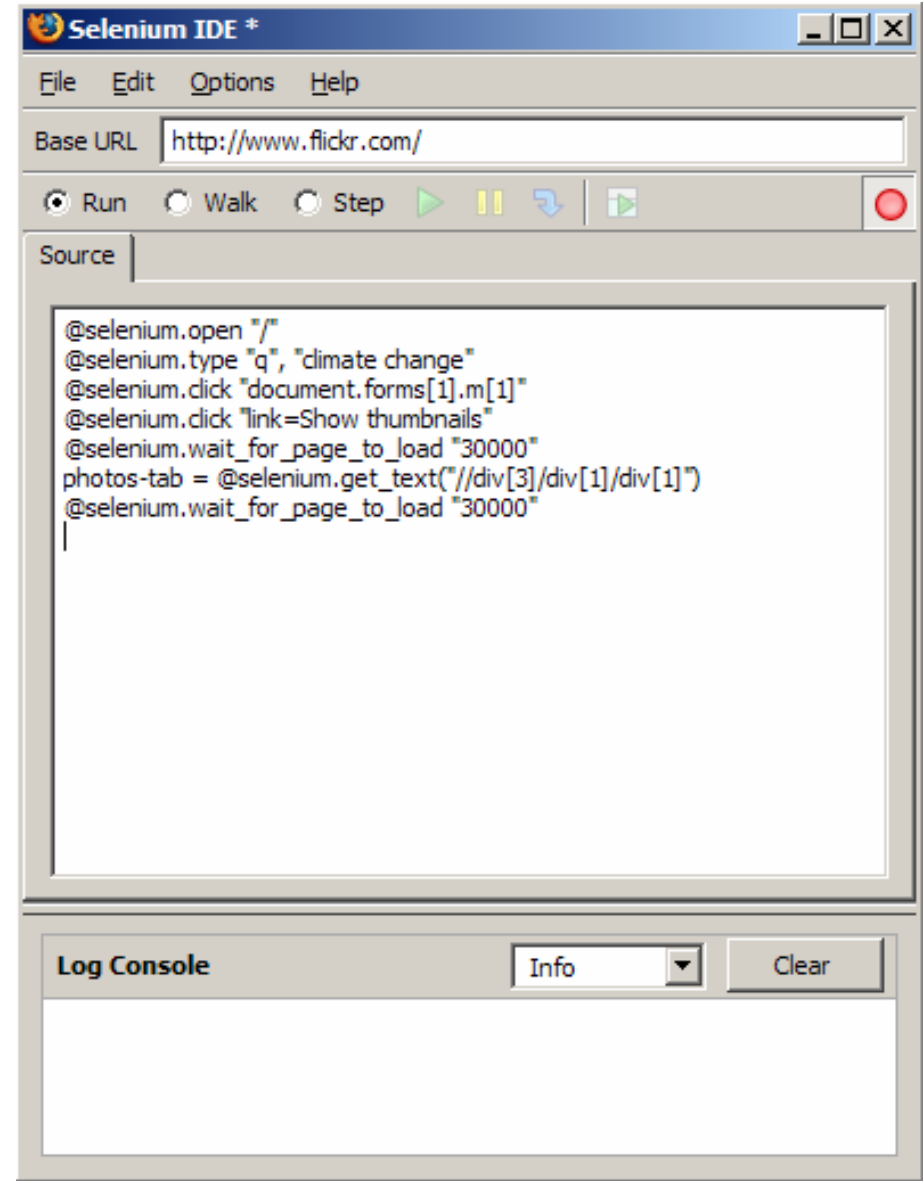 Selenium IDE *
File Edit Options Help
Base URL http://www.flickr.com/
Run Walk Step
Source
@selenium.open "/"
@selenium.type "q", "climate change"
@selenium.click "document.forms[1].m[1]"
@selenium.click "link=Show thumbnails"
@selenium.wait_for_page_to_load "30000"
photos-tab = @selenium.get_text("//div[3]/div[1]/div[1]")
@selenium.wait_for_page_to_load "30000"
Log Console Info Clear